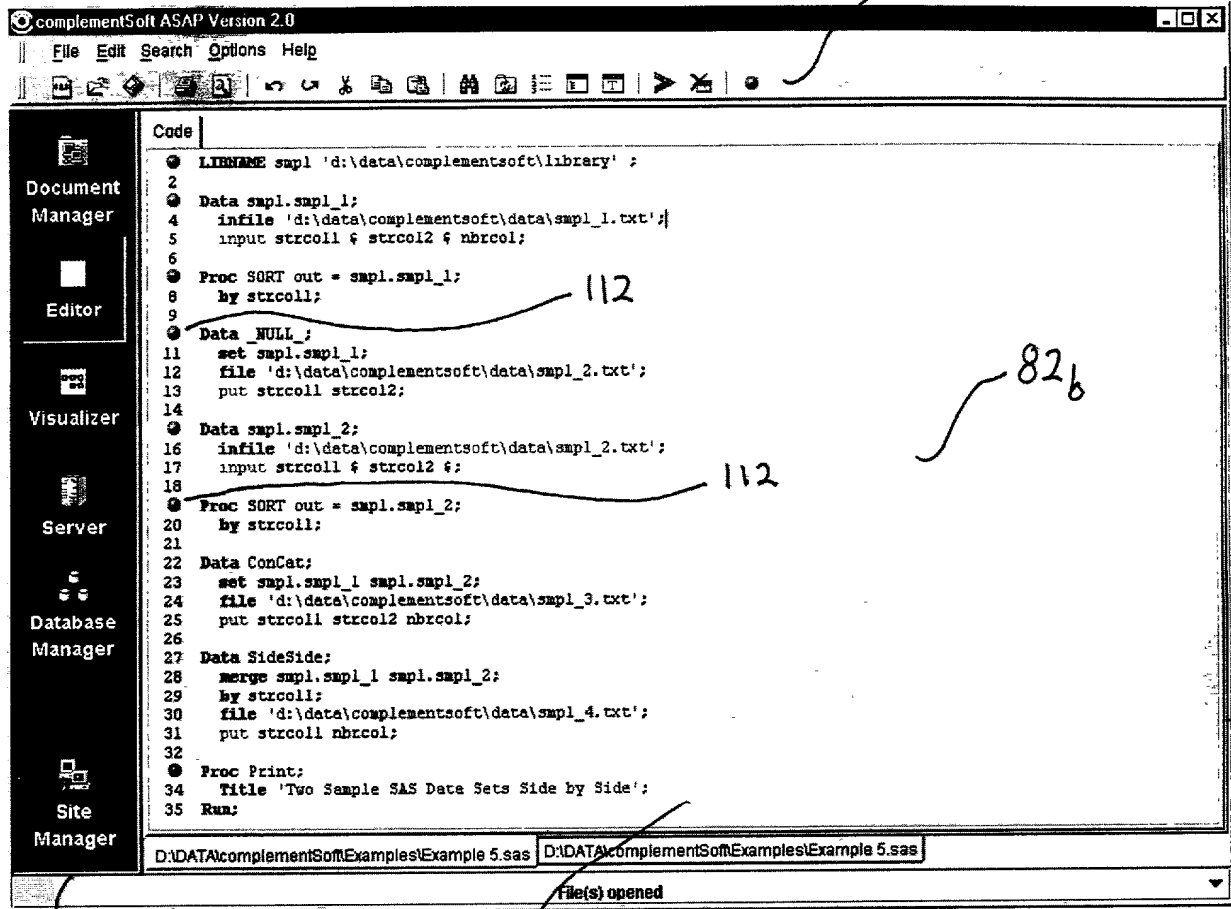 complementSoft ASAP Version 2.0
File Edit Search Options Help
Code
LIBNAME smpl 'd:\data\complementsoft\library' ;
2
Data smpl.smpl_1;
4 infile 'd:\data\complementsoft\data\smpl_1.txt';
5 input strcol1 $ strcol2 $ nbrcol;
6
Proc SORT out = smpl.smpl_1;
8 by strcol1;
9
Data _NULL_;
11 set smpl.smpl_1;
12 file 'd:\data\complementsoft\data\smpl_2.txt';
13 put strcol1 strcol2;
14
Data smpl.smpl_2;
16 infile 'd:\data\complementsoft\data\smpl_2.txt';
17 input strcol1 $ strcol2 $;
18
Proc SORT out = smpl.smpl_2;
20 by strcol1;
21
22 Data ConCat;
23 set smpl.smpl_1 smpl.smpl_2;
24 file 'd:\data\complementsoft\data\smpl_3.txt';
25 put strcol1 strcol2 nbrcol;
26
27 Data SideSide;
28 merge smpl.smpl_1 smpl.smpl_2;
29 by strcol1;
30 file 'd:\data\complementsoft\data\smpl_4.txt';
31 put strcol1 nbrcol;
32
Proc Print;
34 Title 'Two Sample SAS Data Sets Side by Side';
35 Run;
112
82b
112
Document
Manager
Editor
Visualizer
Server
Database
Manager
Site
Manager
D:\DATA\complementSoft\Examples\Example 5.sas D:\DATA\complementSoft\Examples\Example 5.sas
File(s) opened